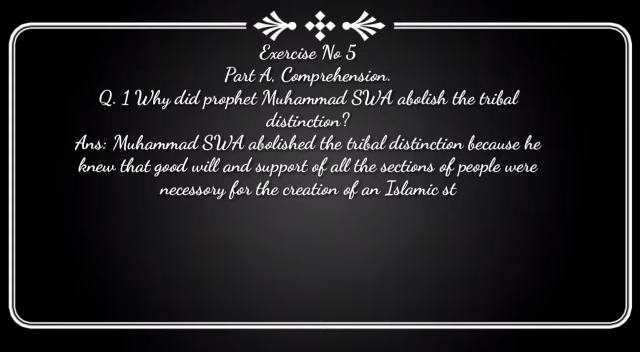 Exercise No 5
Part A. Comprehension.
Q. 1 Why did prophet Muhammad SWA abolish the tribal
distinction?
Ans: Muhammad SWA abolished the tribal distinction because he
knew that good will and support of all the sections of people were
necessory for the creation of an Islamic st